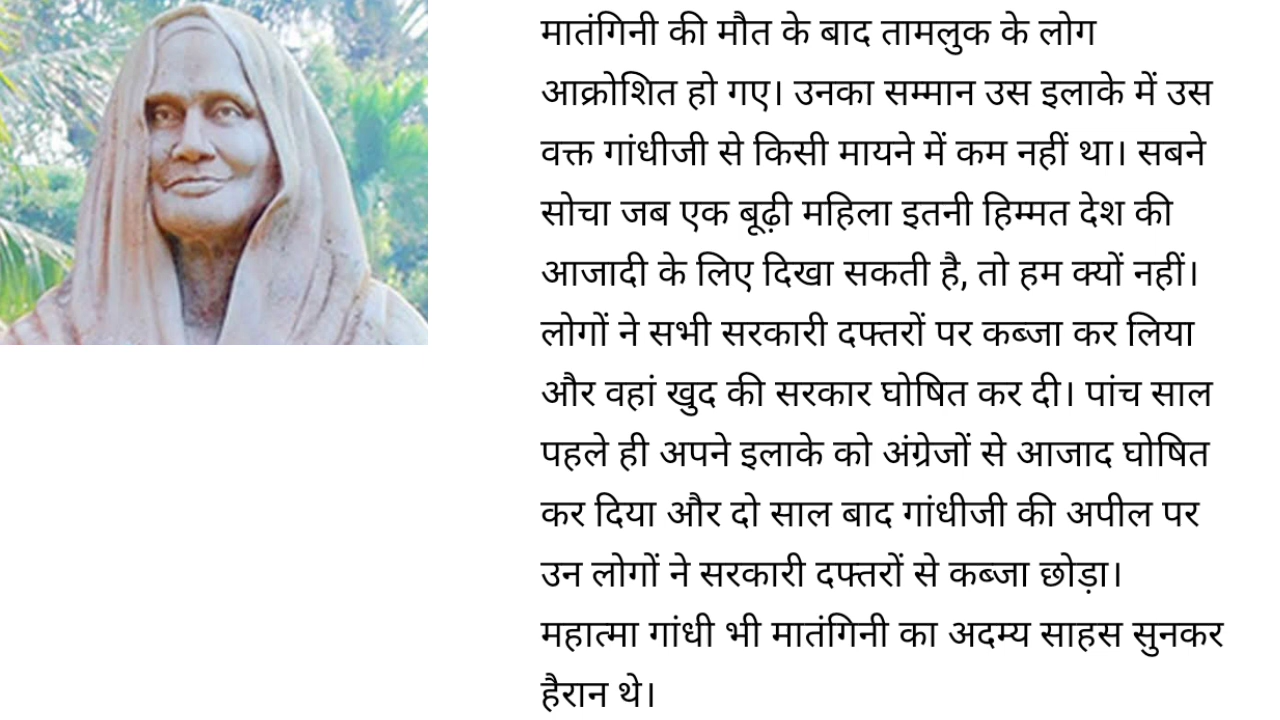 मातंगिनी की मौत के बाद तामलुक के लोग
आक्रोशित हो गए। उनका सम्मान उस इलाके में उस
वक्त गांधीजी से किसी मायने में कम नहीं था। सबने
सोचा जब एक बूढ़ी महिला इतनी हिम्मत देश की
आजादी के लिए दिखा सकती है, तो हम क्यों नहीं।
लोगों ने सभी सरकारी दफ्तरों पर कब्जा कर लिया
और वहां खुद की सरकार घोषित कर दी। पांच साल
पहले ही अपने इलाके को अंग्रेजों से आजाद घोषित
कर दिया और दो साल बाद गांधीजी की अपील पर
उन लोगों ने सरकारी दफ्तरों से कब्जा छोड़ा।
महात्मा गांधी भी मातंगिनी का अदम्य साहस सुनकर
हैरान थे।